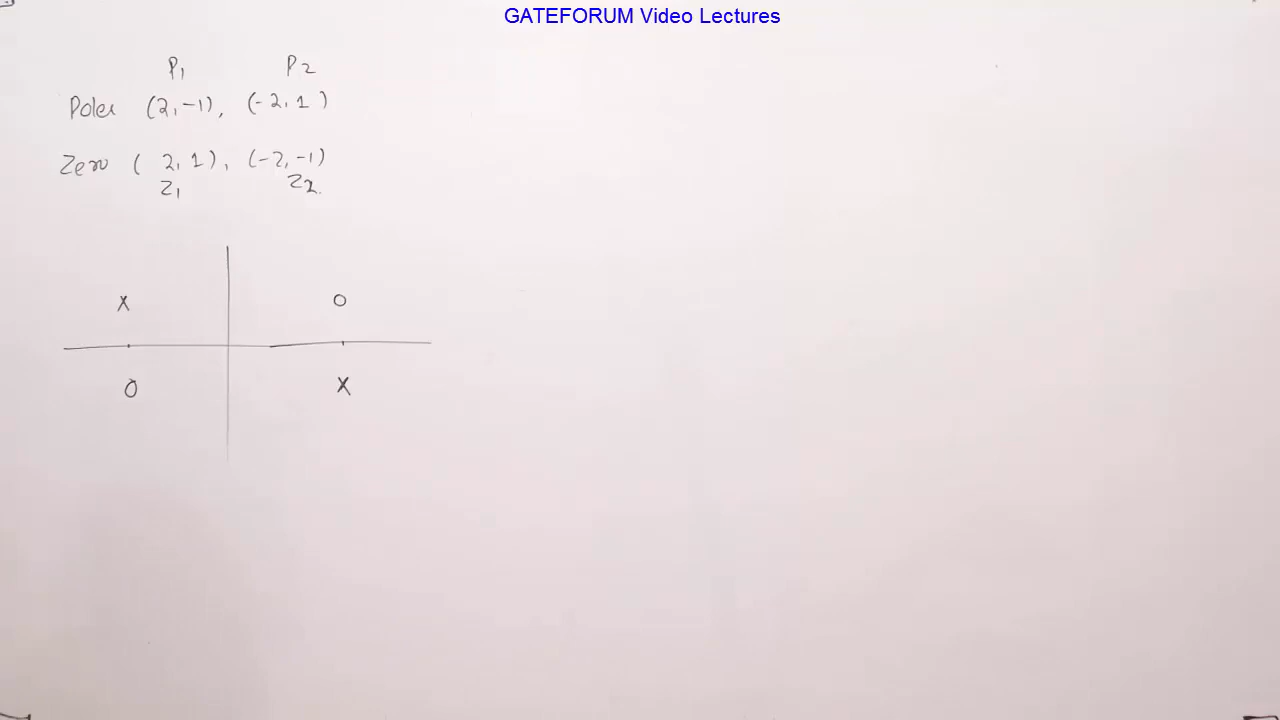 GATEFORUM Video Lectures
P1 P2
Poles (2,-1), (-2, 1)
Zero (2, 1), (-2, -1)
Z1 Z2.
X O
O X